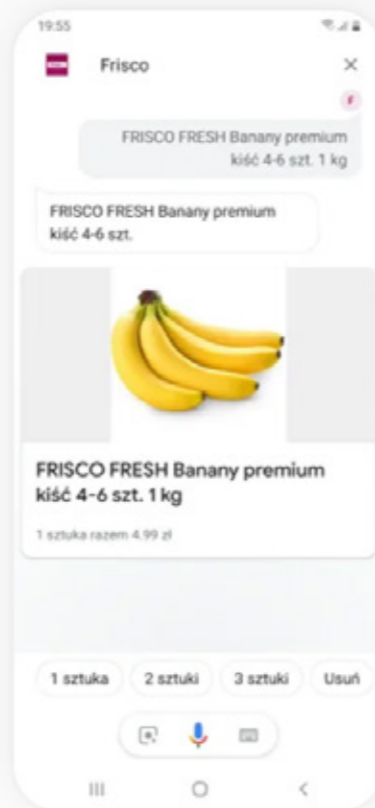 19:55
Frisco
F
FRISCO FRESH Banany premium
kiść 4-6 szt. 1 kg
FRISCO FRESH Banany premium
kiść 4-6 szt.
FRISCO FRESH Banany premium
kiść 4-6 szt. 1 kg
1 sztuka razem 4.99 zł
1 sztuka 2 sztuki 3 sztuki Usuń